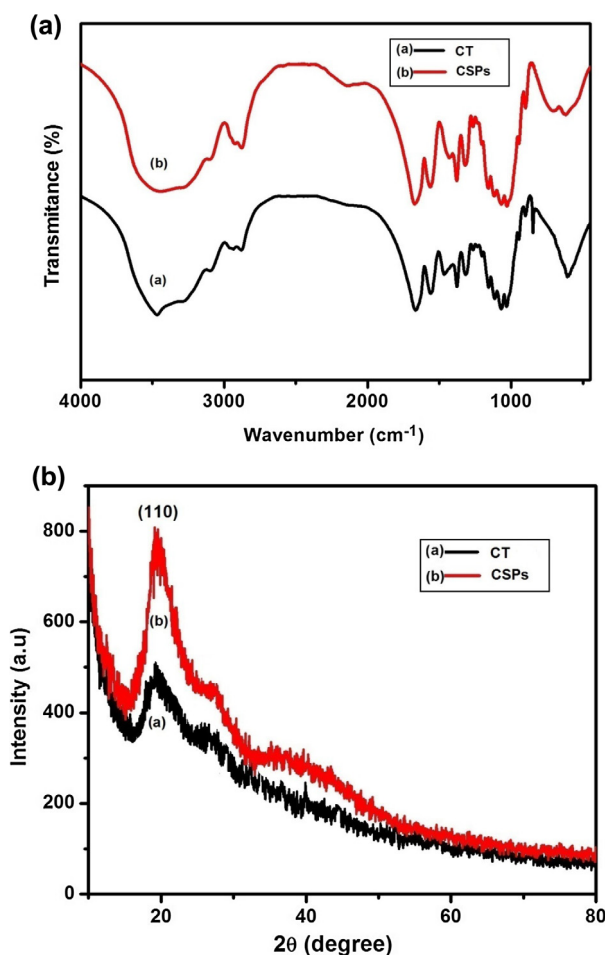 (a)
(a) CT
(b) CSPs
(b)
(a)
Transmitance (%)
4000 3000 2000 1000
Wavenumber (cm-1)
(b)
(110)
(a) CT
(b) CSPs
(b)
(a)
800
600
400
200
0
Intensity (a.u)
20 40 60 80
2θ (degree)